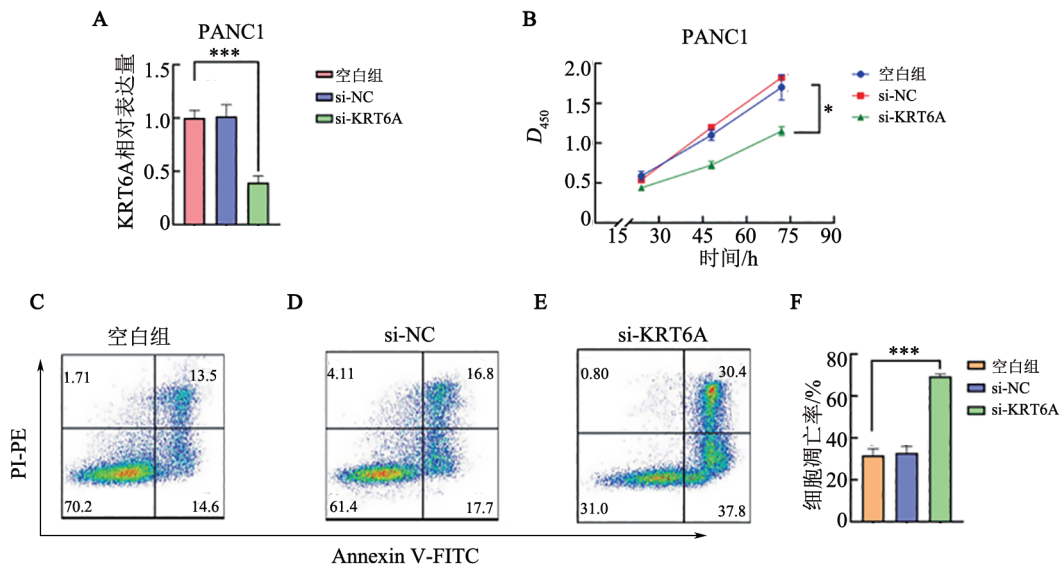 A
PANC1
***
KRT6A相对表达量
1.5
1.0
0.5
0
空白组
si-NC
si-KRT6A
B
PANC1
D450
2.0
1.5
1.0
0.5
0
15 30 45 60 75 90
时间/h
*
空白组
si-NC
si-KRT6A
C
空白组
1.71 13.5
70.2 14.6
D
si-NC
4.11 16.8
61.4 17.7
E
si-KRT6A
0.80 30.4
31.0 37.8
PI-PE
Annexin V-FITC
F
***
细胞凋亡率/%
80
60
40
20
0
空白组
si-NC
si-KRT6A